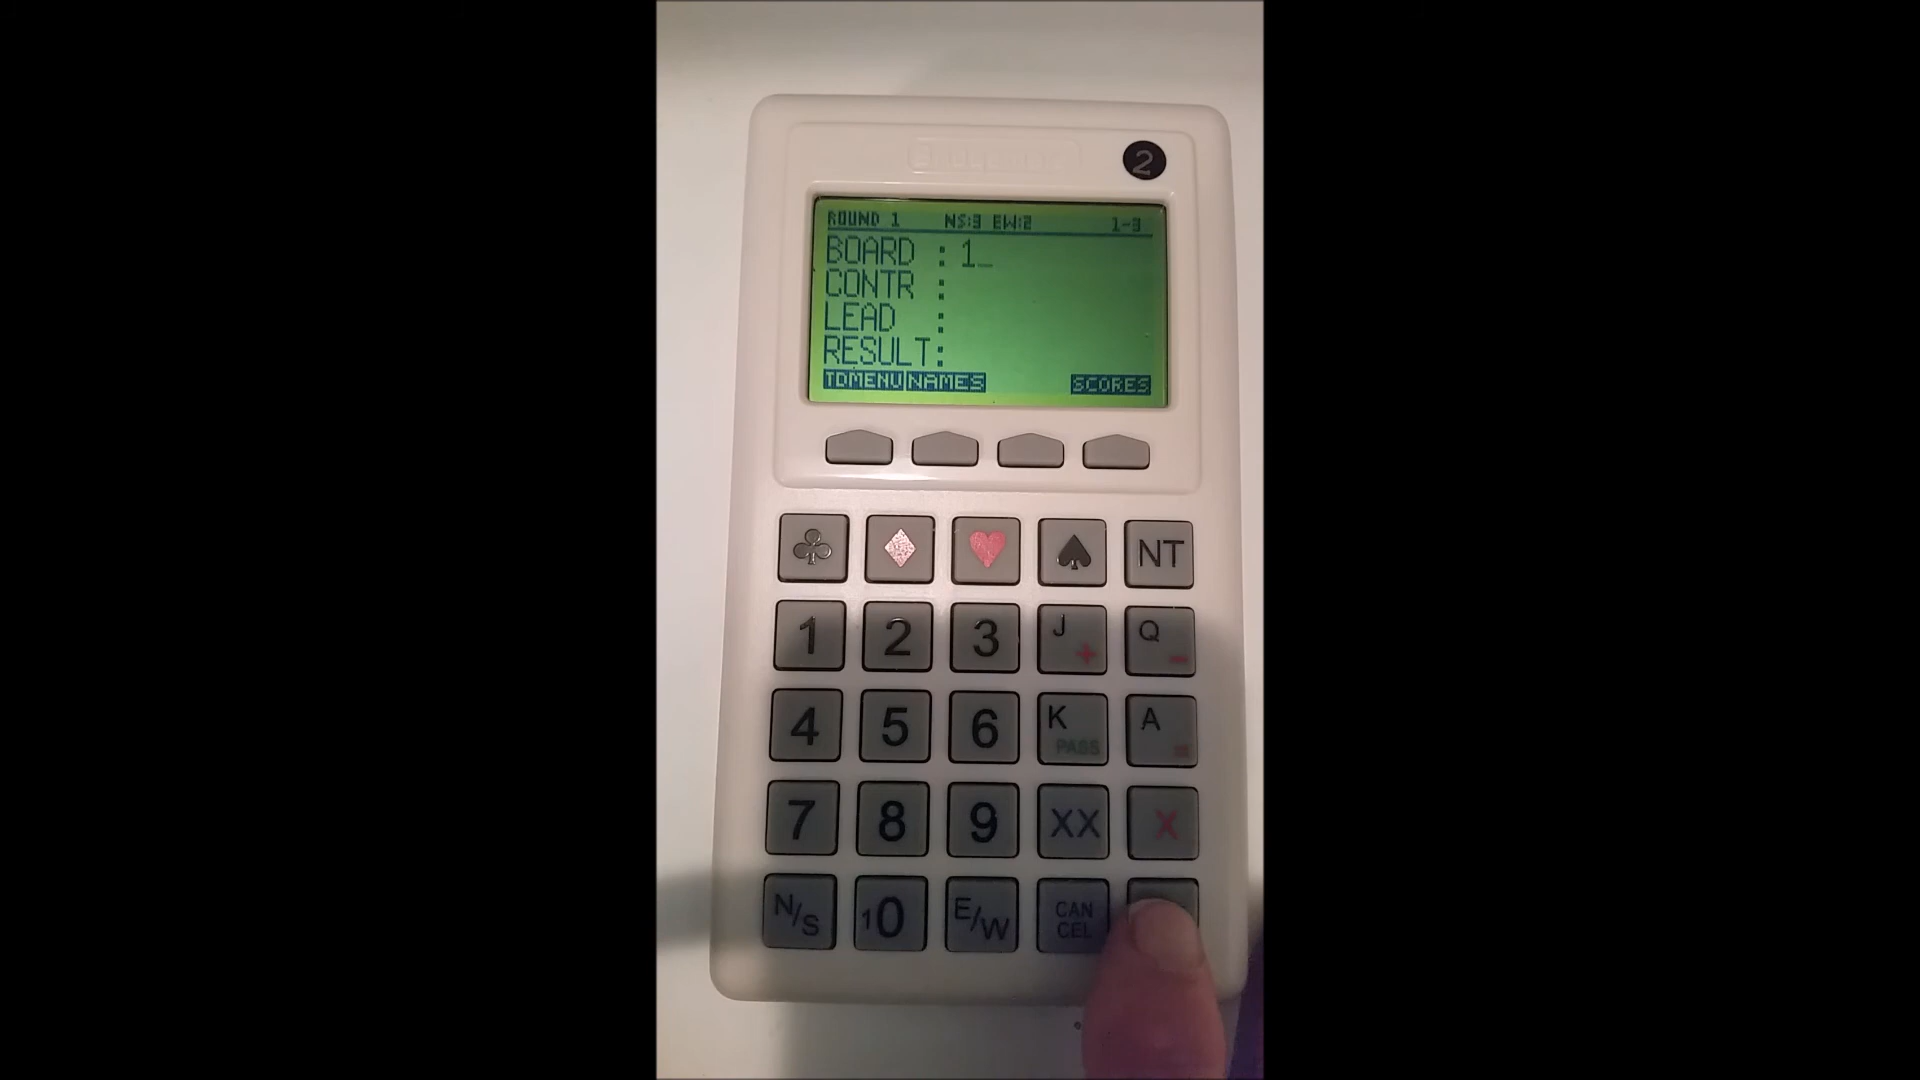 2
ROUND 1 NS:3 EW:2 1-3
BOARD : 1_
CONTR :
LEAD :
RESULT:
TDMENU NAMES SCORES
NT
1 2 3 J + Q -
4 5 6 K PASS A =
7 8 9 XX X
N/S 10 E/W CAN
CEL